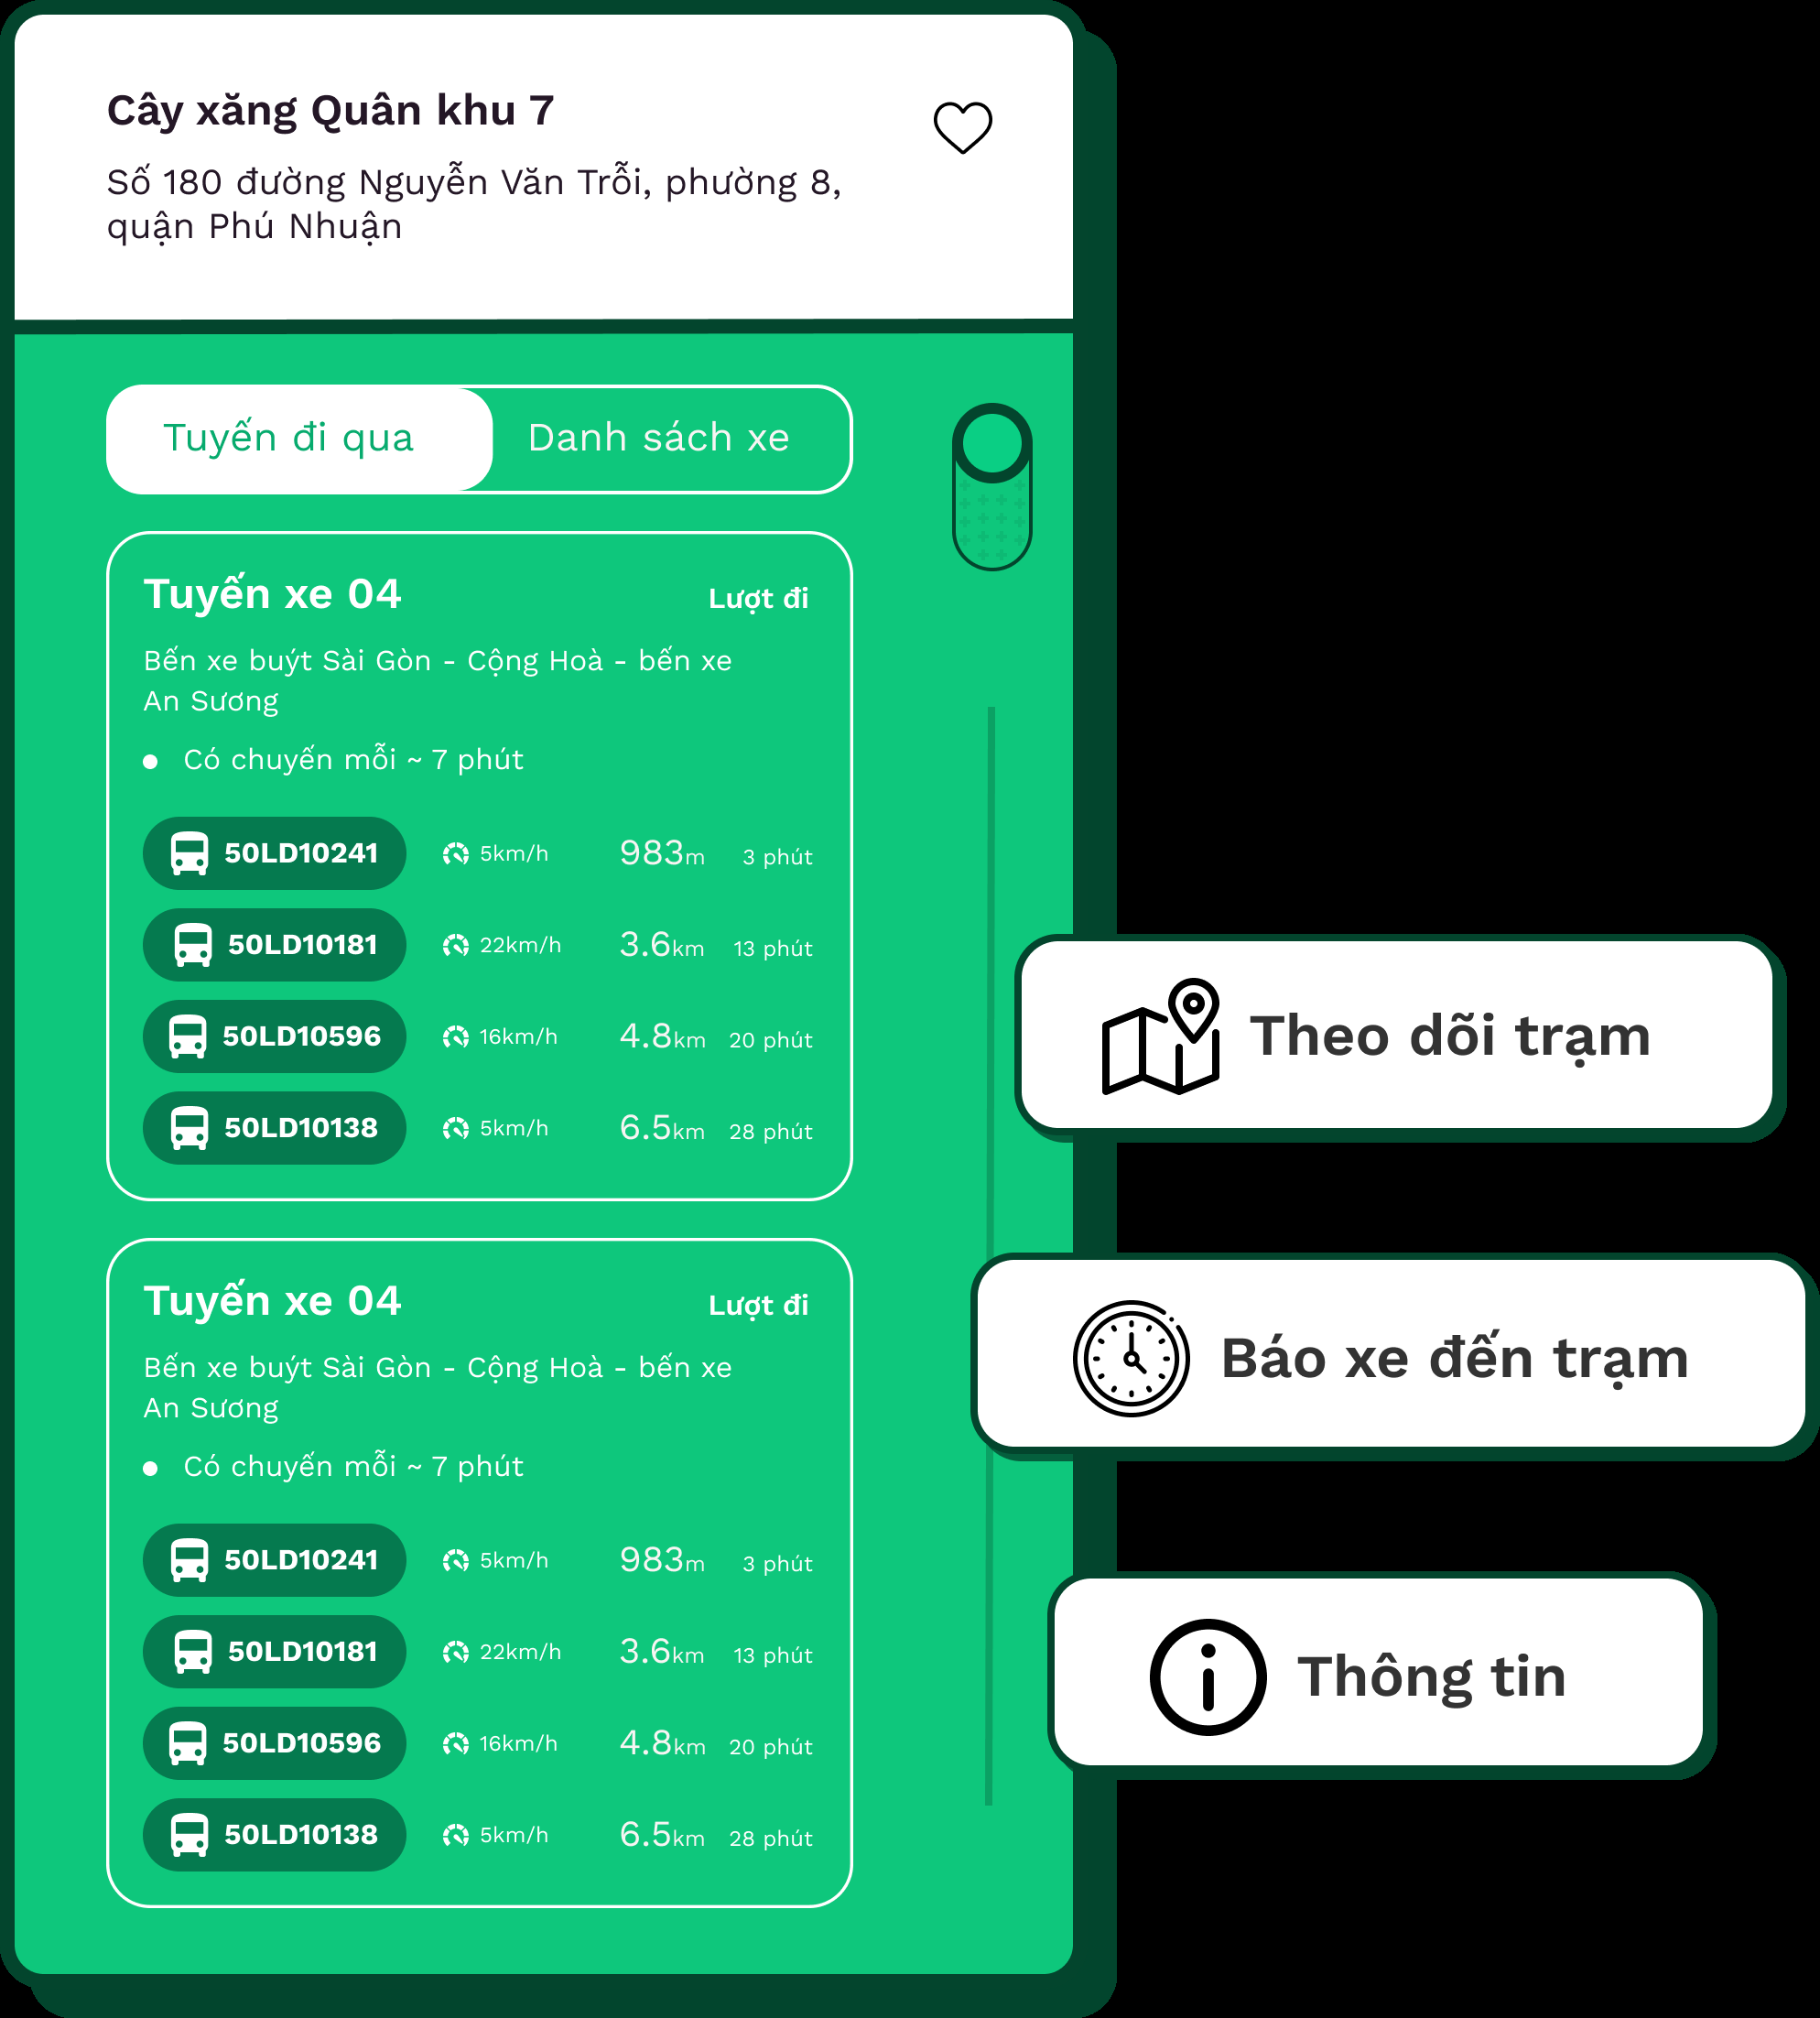 Cây xăng Quân khu 7
Số 180 đường Nguyễn Văn Trỗi, phường 8,
quận Phú Nhuận
Tuyến đi qua
Danh sách xe
Tuyến xe 04
Lượt đi
Bến xe buýt Sài Gòn - Cộng Hoà - bến xe
An Sương
Có chuyến mỗi ~ 7 phút
50LD10241 5km/h 983m 3 phút
50LD10181 22km/h 3.6km 13 phút
50LD10596 16km/h 4.8km 20 phút
50LD10138 5km/h 6.5km 28 phút
Tuyến xe 04
Lượt đi
Bến xe buýt Sài Gòn - Cộng Hoà - bến xe
An Sương
Có chuyến mỗi ~ 7 phút
50LD10241 5km/h 983m 3 phút
50LD10181 22km/h 3.6km 13 phút
50LD10596 16km/h 4.8km 20 phút
50LD10138 5km/h 6.5km 28 phút
Theo dõi trạm
Báo xe đến trạm
Thông tin